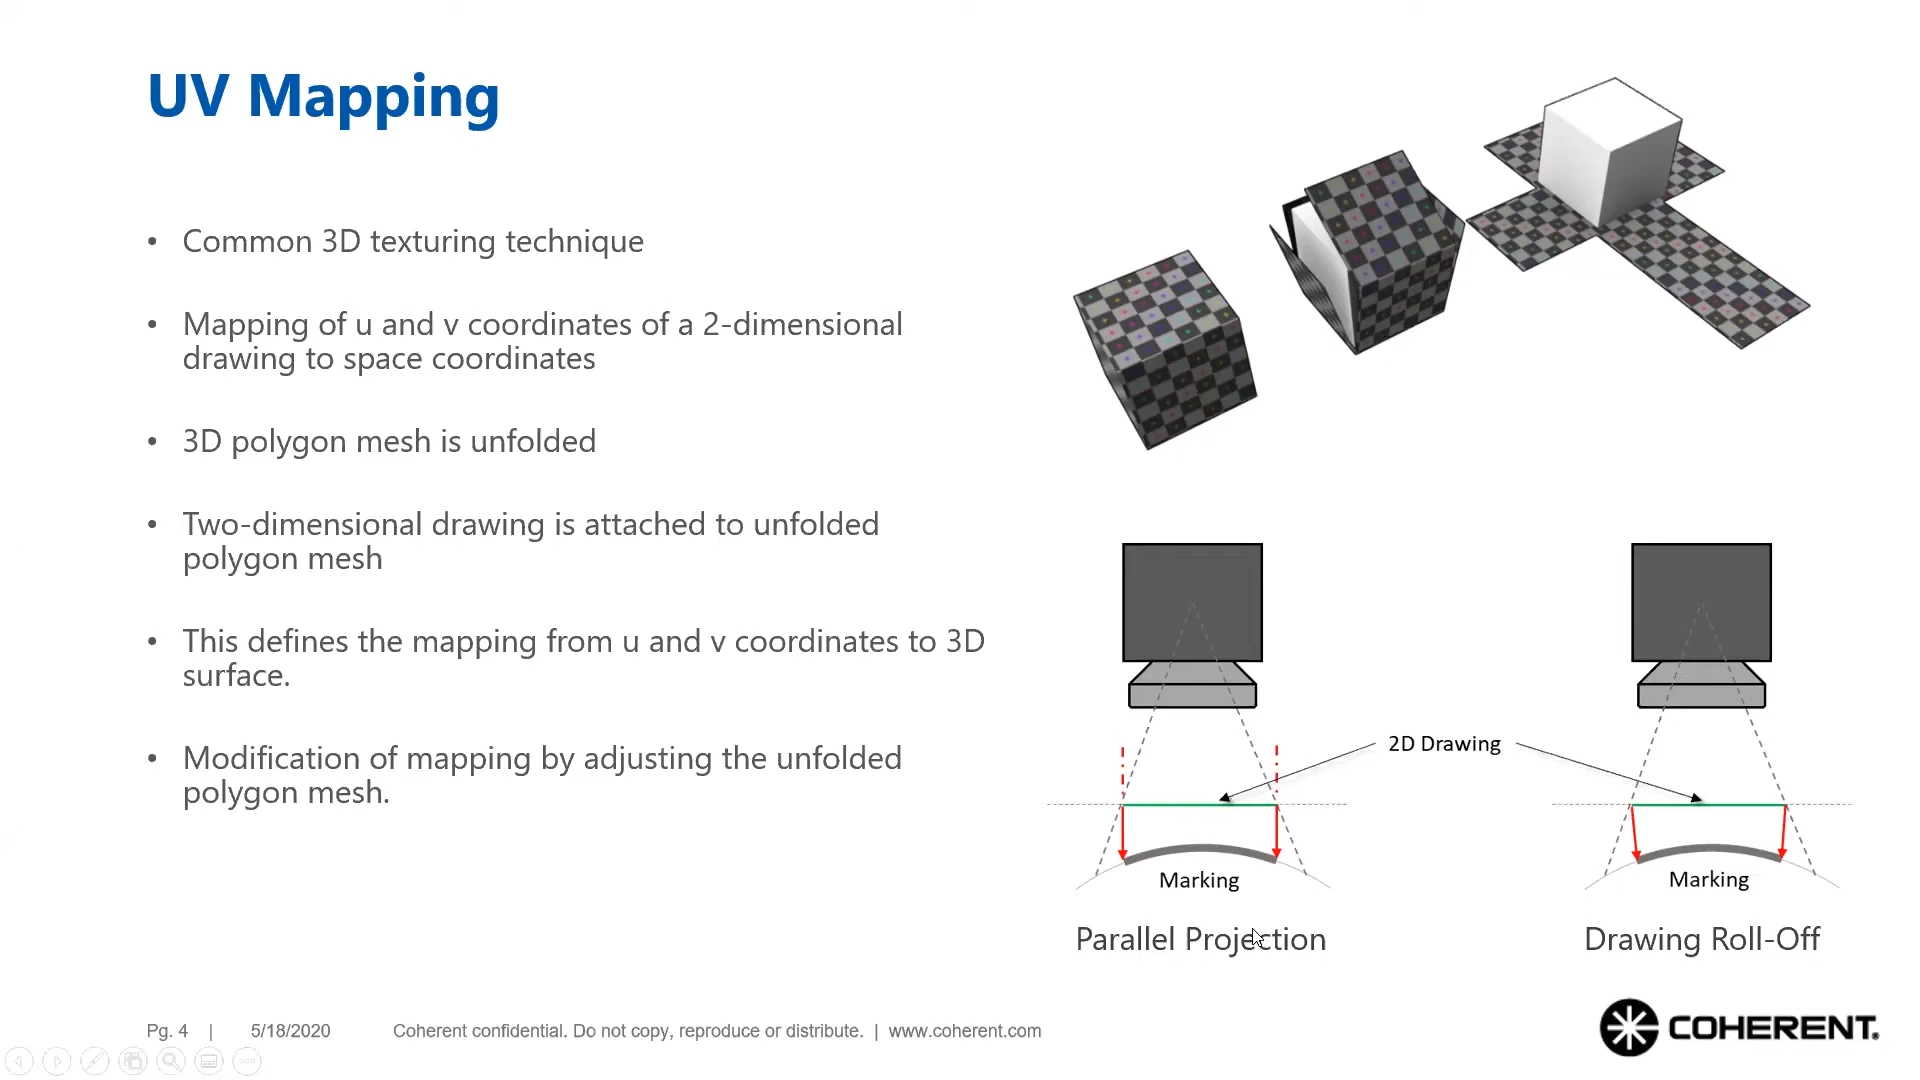 UV Mapping
• Common 3D texturing technique
• Mapping of u and v coordinates of a 2-dimensional
drawing to space coordinates
• 3D polygon mesh is unfolded
• Two-dimensional drawing is attached to unfolded
polygon mesh
• This defines the mapping from u and v coordinates to 3D
surface.
• Modification of mapping by adjusting the unfolded
polygon mesh.
2D Drawing
Marking
Marking
Parallel Projection
Drawing Roll-Off
Pg. 4 | 5/18/2020 Coherent confidential. Do not copy, reproduce or distribute. | www.coherent.com
COHERENT.